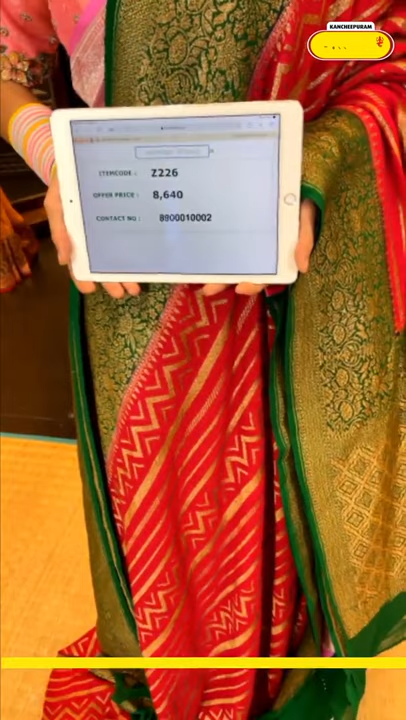 KANCHEEPURAM
ITEMCODE : Z226
OFFER PRICE : 8,640
CONTACT NO : 8900010002